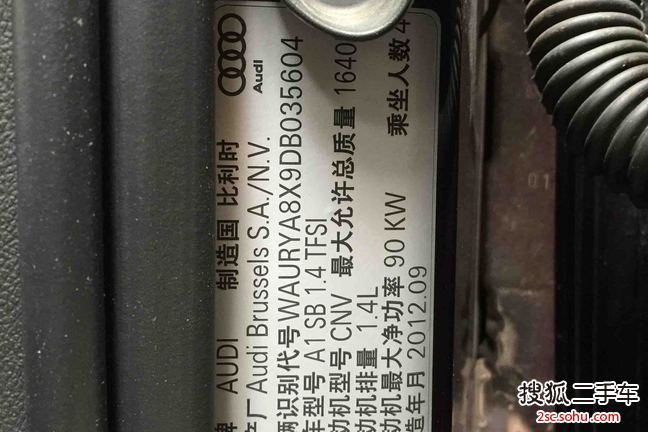 Audi
牌 AUDI 制造国 比利时
产厂 Audi Brussels S.A./N.V.
辆识别代号 WAURYA8X9DB035604
车型号 A1 SB 1.4 TFSI
动机型号 CNV 最大允许总质量 1640
动机排量 1.4L
动机最大净功率 90 KW 乘坐人数 4
造年月 2012.09
01
搜狐二手车
2sc.sohu.com